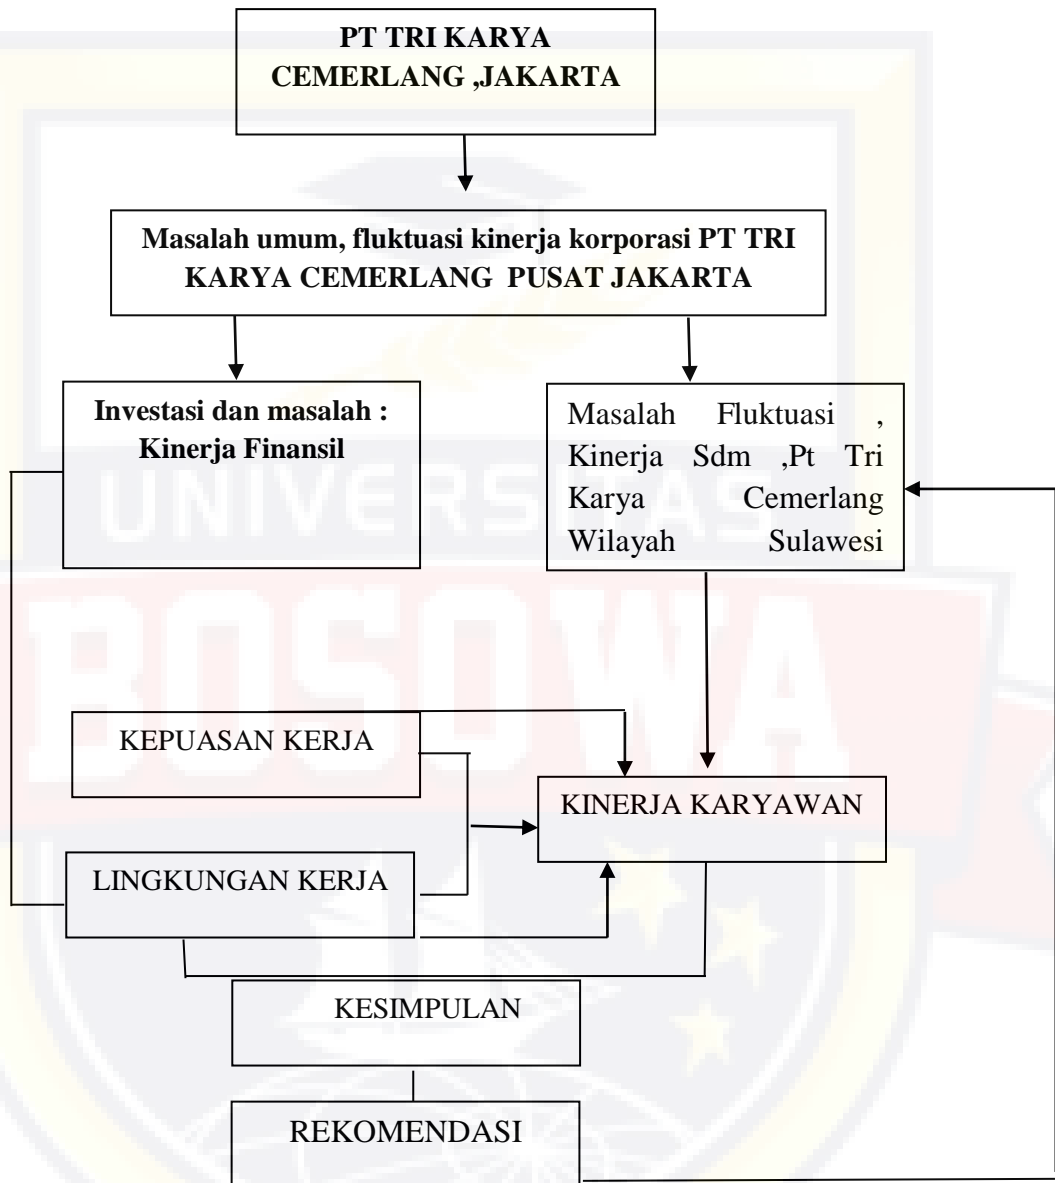 PT TRI KARYA
CEMERLANG ,JAKARTA
Masalah umum, fluktuasi kinerja korporasi PT TRI
KARYA CEMERLANG PUSAT JAKARTA
Investasi dan masalah :
Kinerja Finansil
Masalah Fluktuasi ,
Kinerja Sdm ,Pt Tri
Karya Cemerlang
Wilayah Sulawesi
UNIVERSITAS
BOSOWA
KEPUASAN KERJA
KINERJA KARYAWAN
LINGKUNGAN KERJA
KESIMPULAN
REKOMENDASI